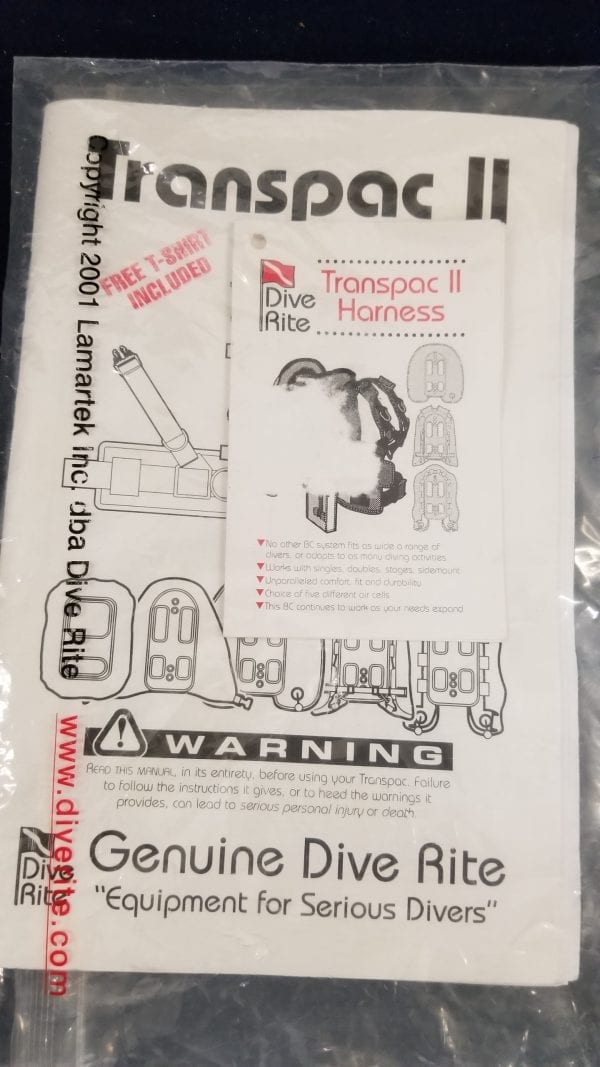 Transpac II
FREE T-SHIRT
INCLUDED
Dive
Rite
Transpac II
Harness
No other BC system fits as wide a range of
divers, or adapts to as many diving activities
Works with singles, doubles, stages, sidemount
Unparalleled comfort, fit and durability
Choice of five different air cells
This BC continues to work as your needs expand
WARNING
READ THIS MANUAL, in its entirety, before using your Transpac. Failure
to follow the instructions it gives, or to heed the warnings it
provides, can lead to serious personal injury or death.
Dive
Rite
Genuine Dive Rite
"Equipment for Serious Divers"
Copyright 2001 Lamartek Inc. dba Dive Rite
www.diverite.com